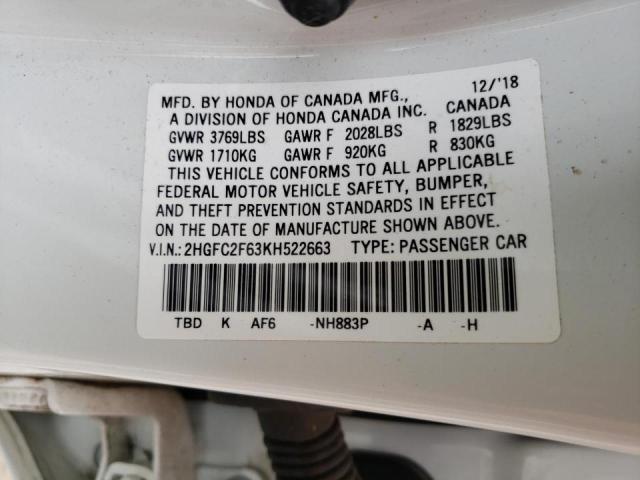 MFD. BY HONDA OF CANADA MFG., 12/'18
A DIVISION OF HONDA CANADA INC. CANADA
GVWR 3769LBS GAWR F 2028LBS R 1829LBS
GVWR 1710KG GAWR F 920KG R 830KG
THIS VEHICLE CONFORMS TO ALL APPLICABLE
FEDERAL MOTOR VEHICLE SAFETY, BUMPER,
AND THEFT PREVENTION STANDARDS IN EFFECT
ON THE DATE OF MANUFACTURE SHOWN ABOVE.
V.I.N.: 2HGFC2F63KH522663 TYPE: PASSENGER CAR
TBD K AF6 -NH883P -A -H